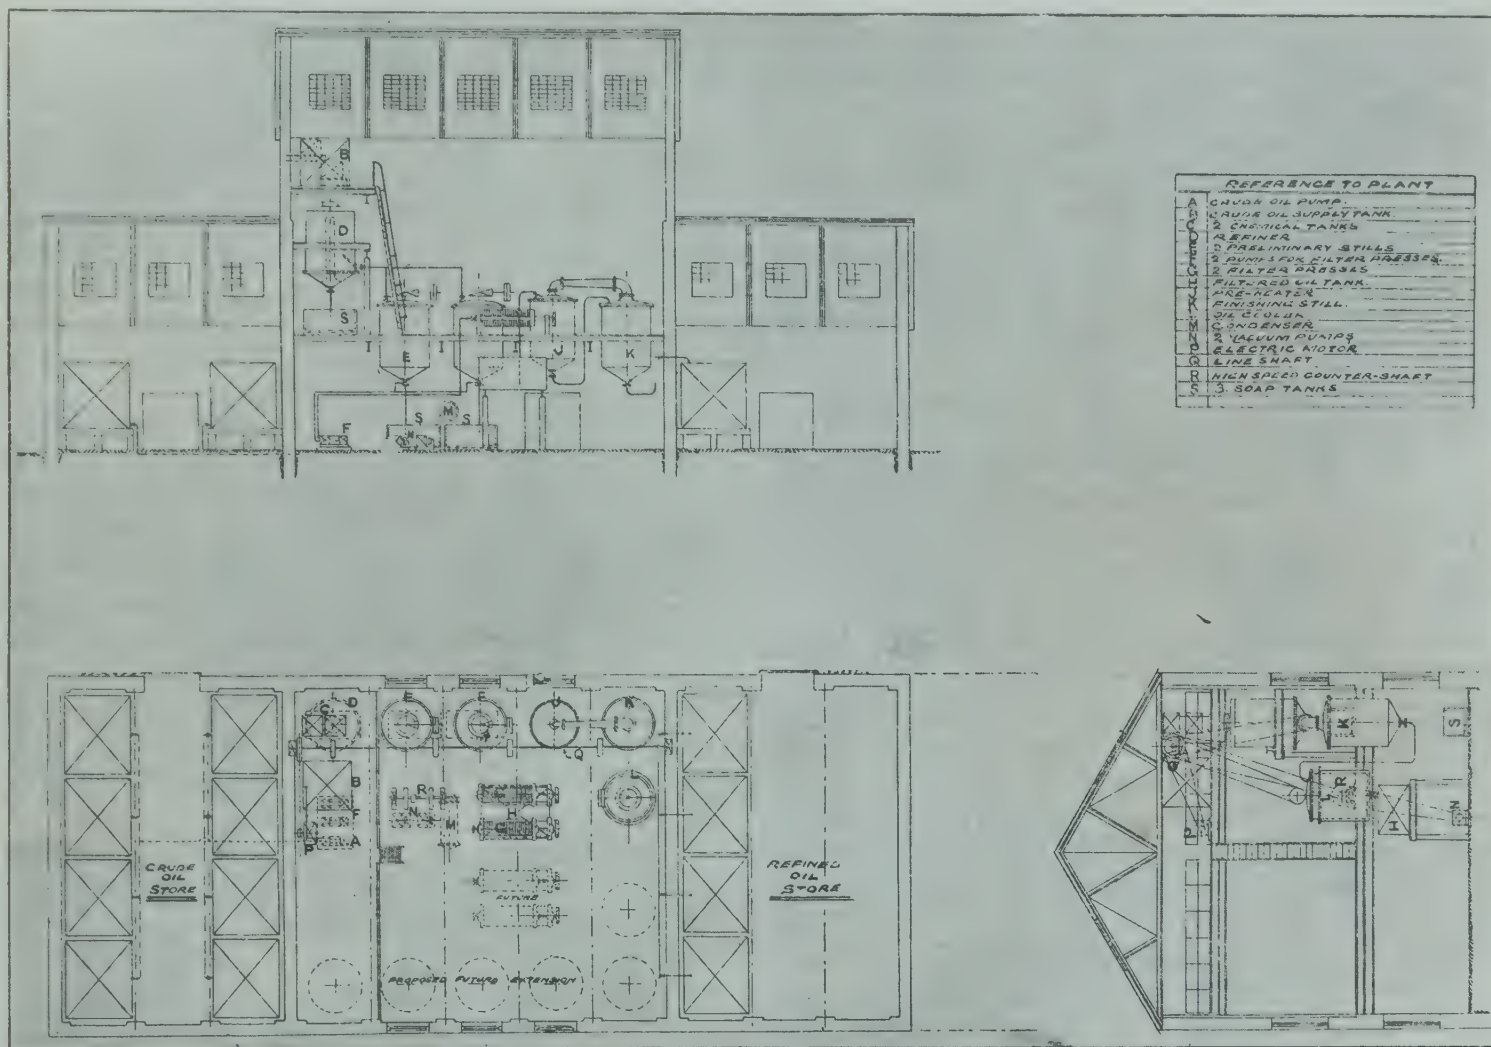 B
D
S
I
I
I
I
I
E
J
K
F
S
M
S
REFERENCE TO PLANT
A CRUDE OIL PUMP.
CRUDE OIL SUPPLY TANK.
2 CHEMICAL TANKS
REFINER
2 PRELIMINARY STILLS
2 PUMPS FOR FILTER PRESSES.
G 2 FILTER PRESSES
FILTERED OIL TANK.
PRE-HEATER
K FINISHING STILL.
OIL COOLER
M CONDENSER
N 2 VACUUM PUMPS
P ELECTRIC MOTOR
Q LINE SHAFT
R HIGH SPEED COUNTER-SHAFT
S 3. SOAP TANKS
C
D
E
E
J
K
Q
B
F
P
A
R
N
M
H
G
L
CRUDE
OIL
STORE
FUTURE
REFINED
OIL
STORE
PROPOSED FUTURE EXTENSION
K
S
R
L
H
N